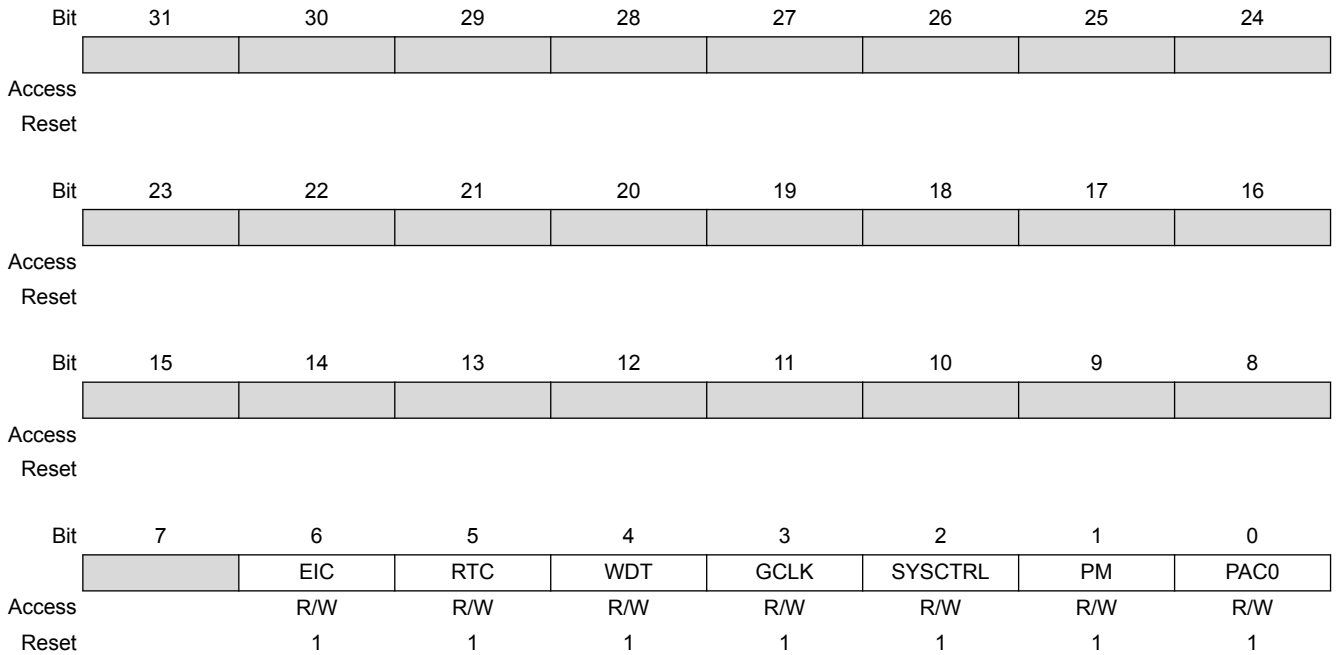 Bit 31 30 29 28 27 26 25 24
Access
Reset
Bit 23 22 21 20 19 18 17 16
Access
Reset
Bit 15 14 13 12 11 10 9 8
Access
Reset
Bit 7 6 5 4 3 2 1 0
EIC RTC WDT GCLK SYSCTRL PM PAC0
Access R/W R/W R/W R/W R/W R/W R/W
Reset 1 1 1 1 1 1 1